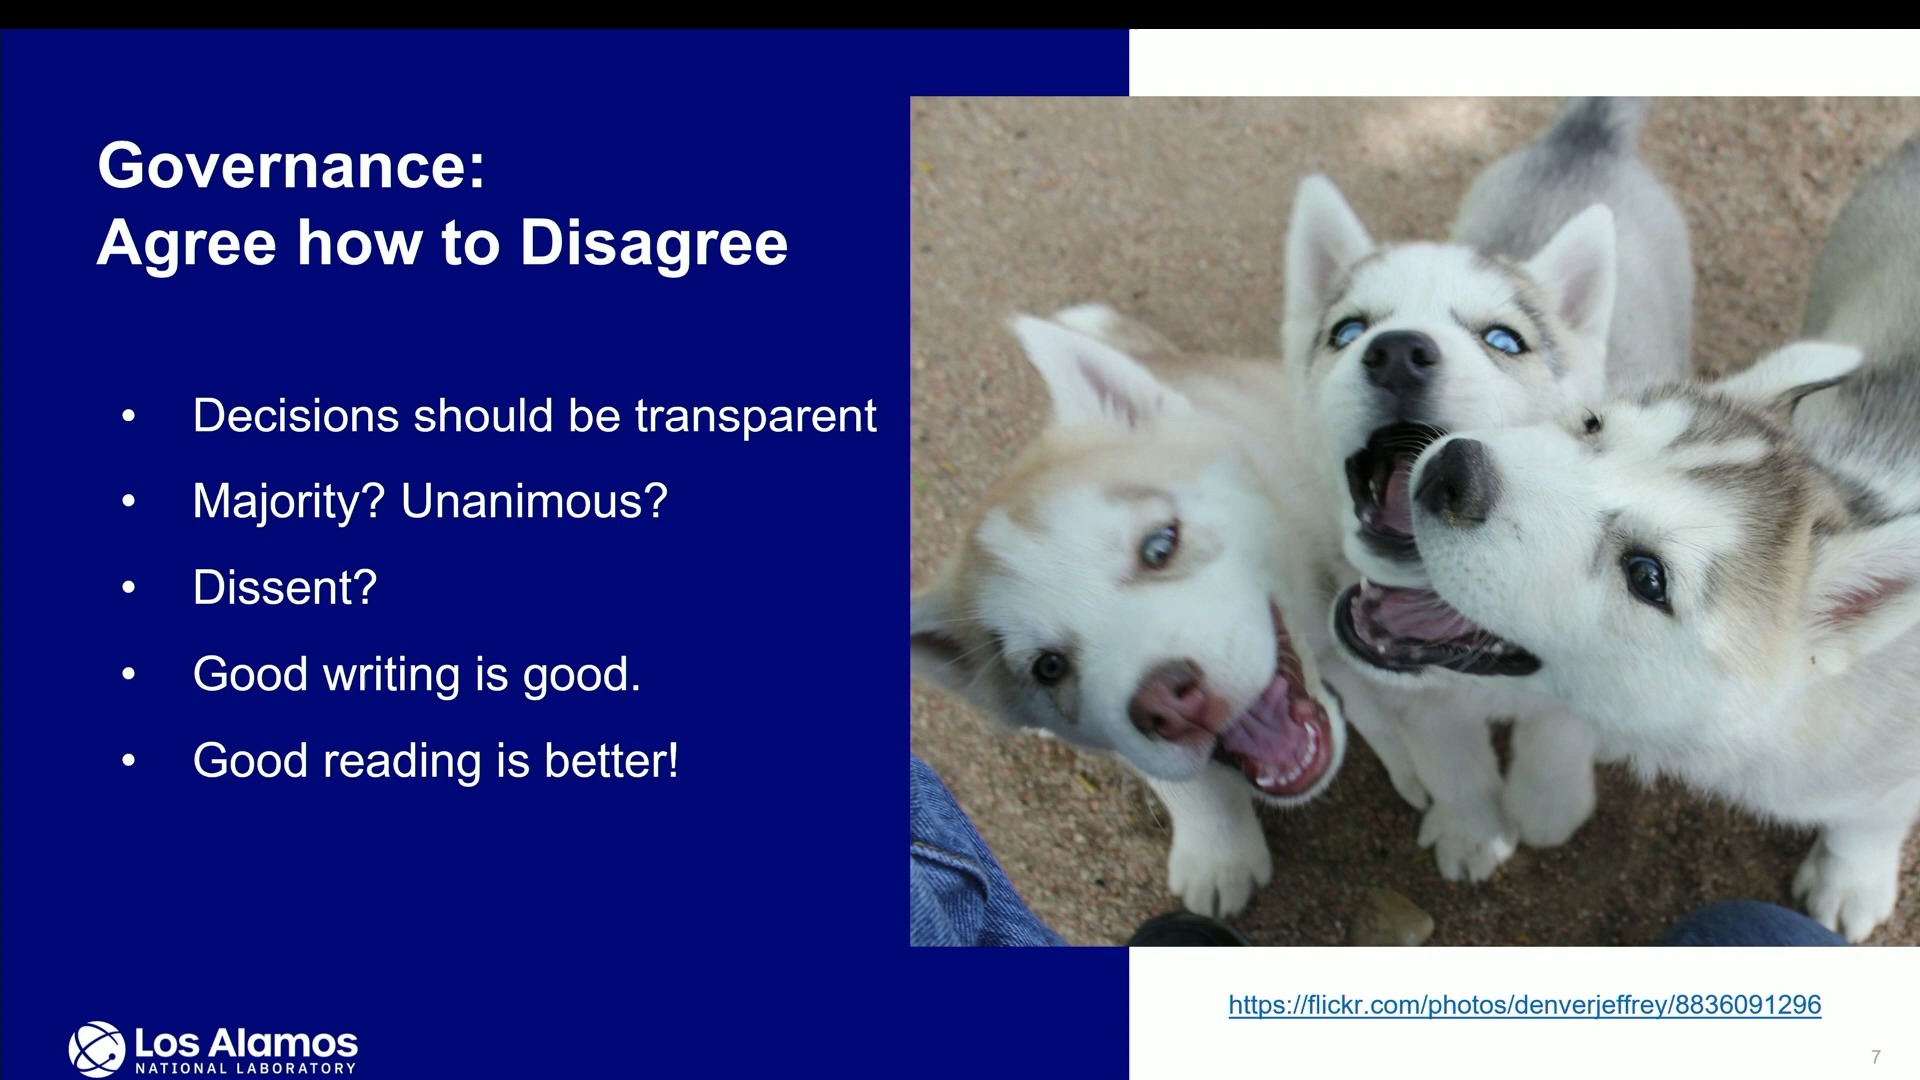 Governance:
Agree how to Disagree
• Decisions should be transparent
• Majority? Unanimous?
• Dissent?
• Good writing is good.
• Good reading is better!
https://flickr.com/photos/denverjeffrey/8836091296
Los Alamos
NATIONAL LABORATORY
7